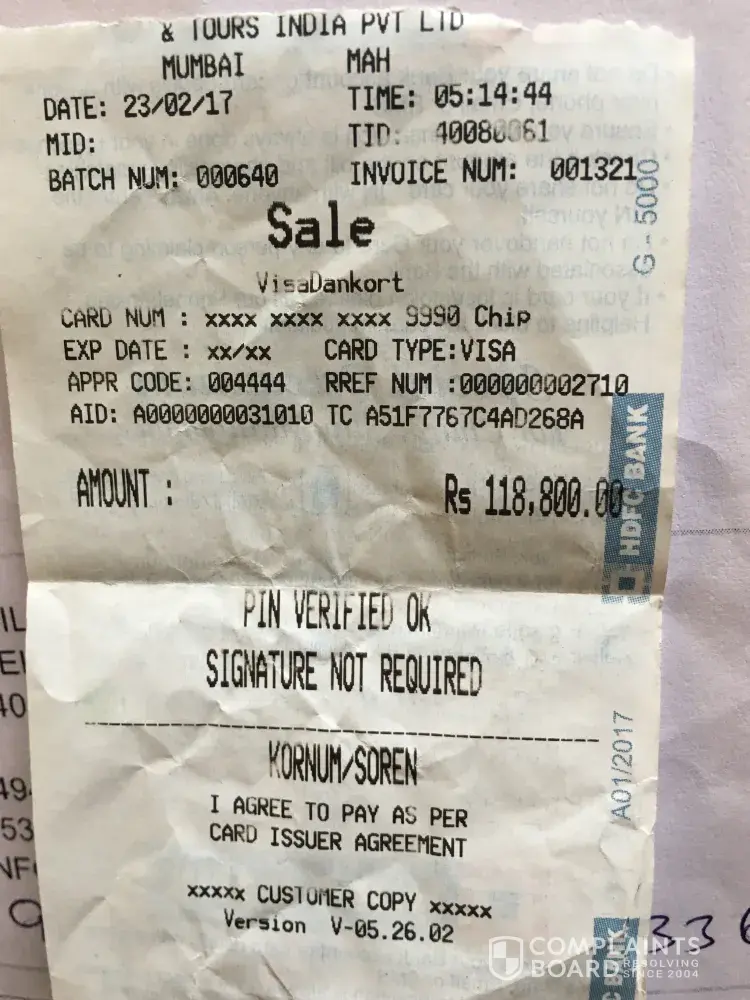 & TOURS INDIA PVT LTD
MUMBAI MAH
DATE: 23/02/17 TIME: 05:14:44
MID: TID: 40080061
BATCH NUM: 000640 INVOICE NUM: 001321
G - 5000
Sale
VisaDankort
CARD NUM : xxxx xxxx xxxx 9990 Chip
EXP DATE : xx/xx CARD TYPE:VISA
APPR CODE: 004444 RREF NUM :000000002710
AID: A0000000031010 TC A51F7767C4AD268A
AMOUNT : Rs 118,800.00
HDFC BANK
PIN VERIFIED OK
SIGNATURE NOT REQUIRED
KORNUM/SOREN
A01/2017
I AGREE TO PAY AS PER
CARD ISSUER AGREEMENT
xxxxx CUSTOMER COPY xxxxx
Version V-05.26.02
COMPLAINTS
BOARD RESOLVING
SINCE 2004